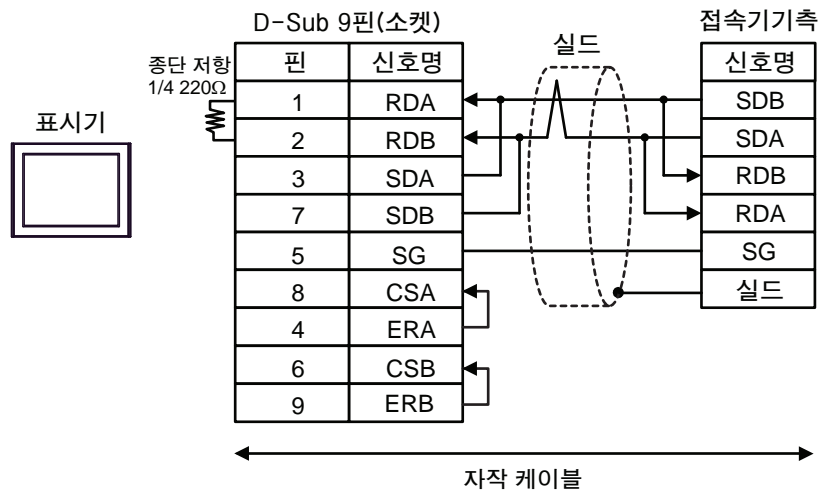 D-Sub 9핀(소켓)
접속기기측
실드
종단 저항
1/4 220Ω
표시기
핀 신호명 신호명
1 RDA SDB
2 RDB SDA
3 SDA RDB
7 SDB RDA
5 SG SG
8 CSA 실드
4 ERA
6 CSB
9 ERB
자작 케이블